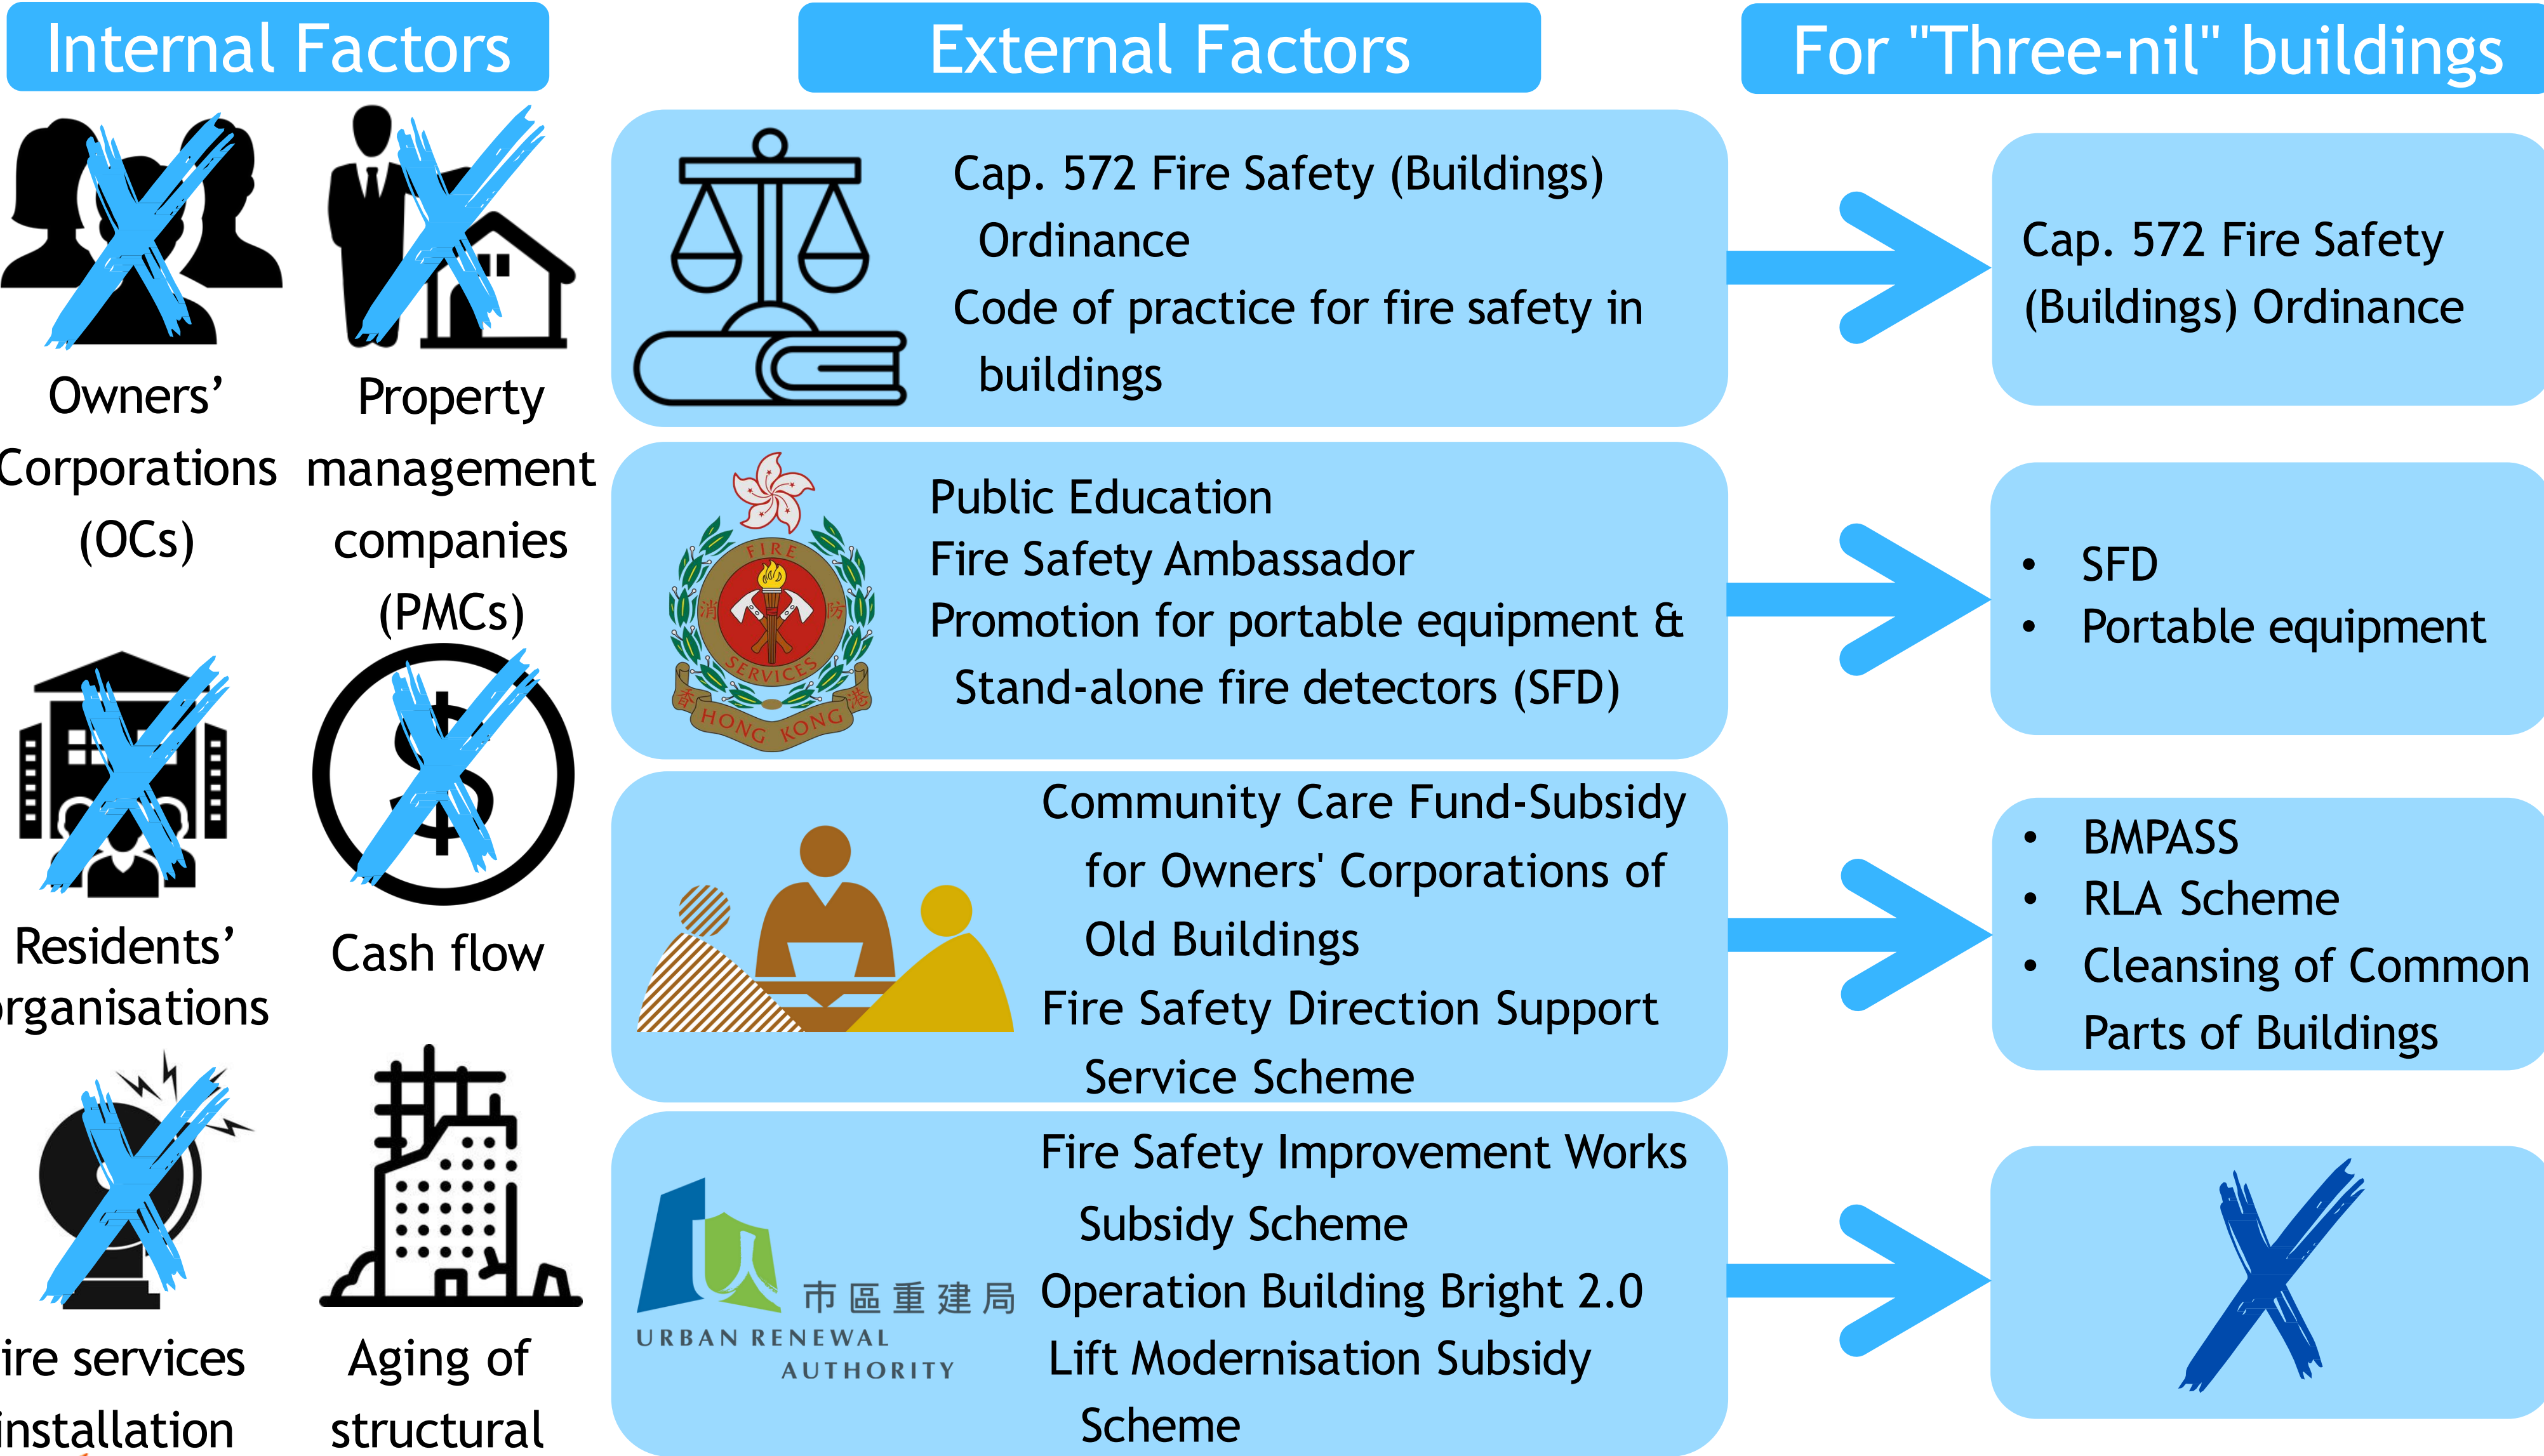 Internal Factors
Owners’
Corporations
(OCs)
Property
management
companies
(PMCs)
Residents’
organisations
$
Cash flow
ire services
installation
Aging of
structural
External Factors
Cap. 572 Fire Safety (Buildings)
Ordinance
Code of practice for fire safety in
buildings
FIRE
消 防
SERVICES
香 港
HONG KONG
Public Education
Fire Safety Ambassador
Promotion for portable equipment &
Stand-alone fire detectors (SFD)
Community Care Fund-Subsidy
for Owners' Corporations of
Old Buildings
Fire Safety Direction Support
Service Scheme
市區重建局
URBAN RENEWAL
AUTHORITY
Fire Safety Improvement Works
Subsidy Scheme
Operation Building Bright 2.0
Lift Modernisation Subsidy
Scheme
For "Three-nil" buildings
Cap. 572 Fire Safety
(Buildings) Ordinance
• SFD
• Portable equipment
• BMPASS
• RLA Scheme
• Cleansing of Common
Parts of Buildings